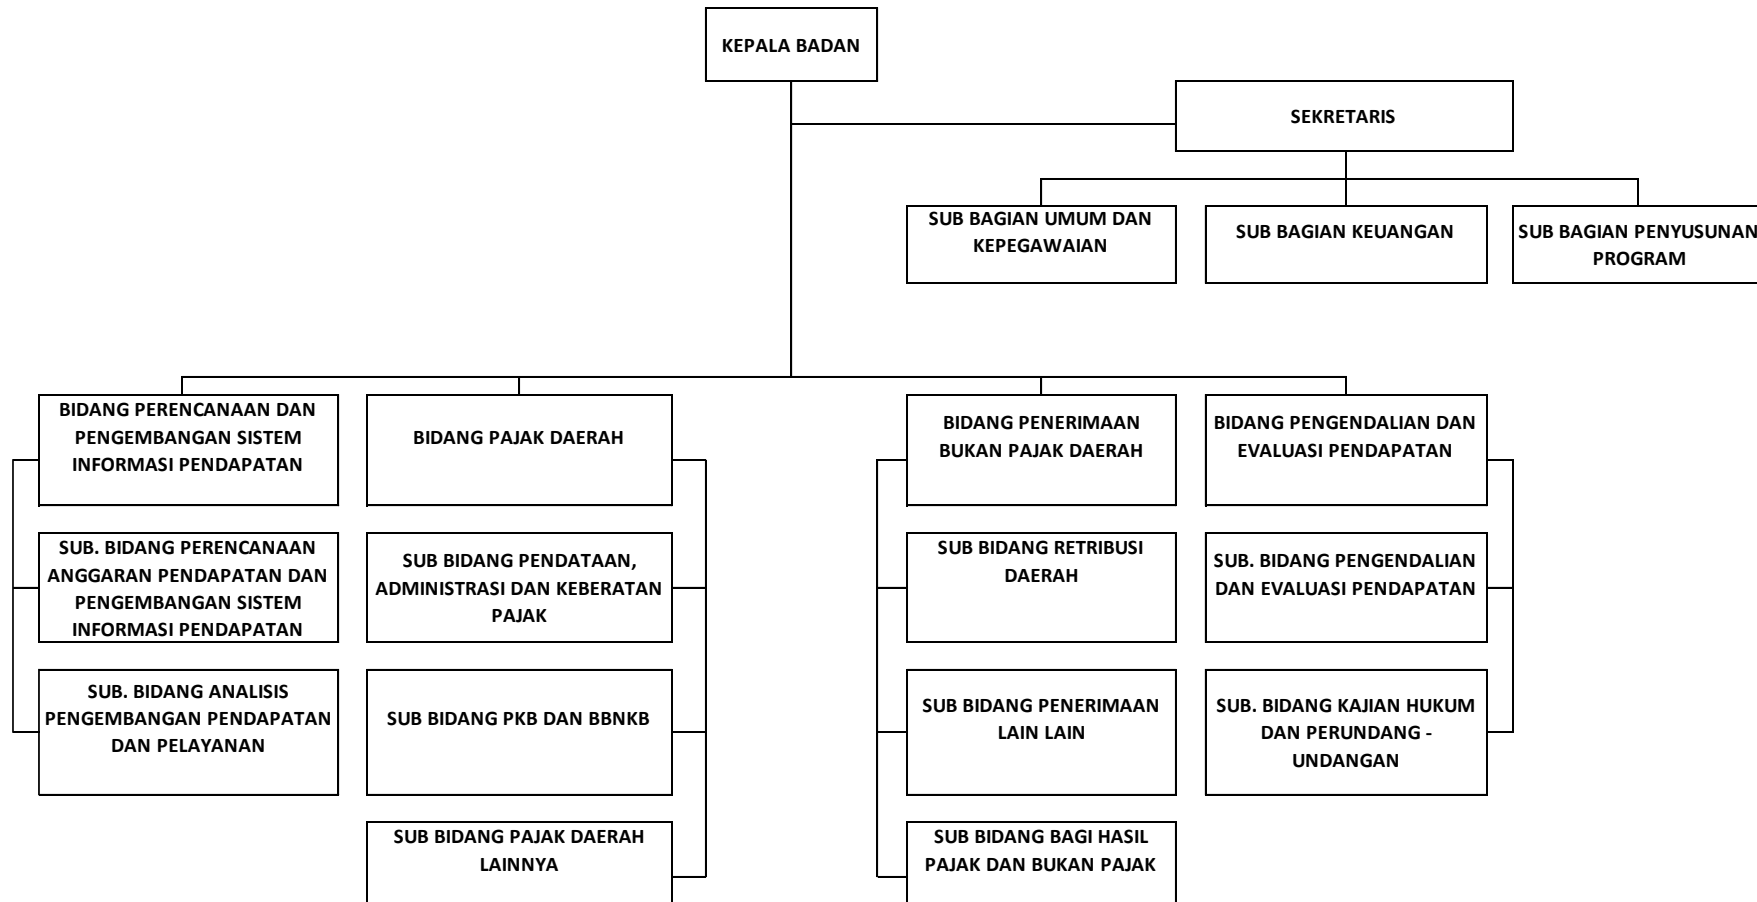 KEPALA BADAN
SEKRETARIS
SUB BAGIAN UMUM DAN
KEPEGAWAIAN
SUB BAGIAN KEUANGAN
SUB BAGIAN PENYUSUNAN
PROGRAM
BIDANG PERENCANAAN DAN
PENGEMBANGAN SISTEM
INFORMASI PENDAPATAN
BIDANG PAJAK DAERAH
BIDANG PENERIMAAN
BUKAN PAJAK DAERAH
BIDANG PENGENDALIAN DAN
EVALUASI PENDAPATAN
SUB. BIDANG PERENCANAAN
ANGGARAN PENDAPATAN DAN
PENGEMBANGAN SISTEM
INFORMASI PENDAPATAN
SUB BIDANG PENDATAAN,
ADMINISTRASI DAN KEBERATAN
PAJAK
SUB BIDANG RETRIBUSI
DAERAH
SUB. BIDANG PENGENDALIAN
DAN EVALUASI PENDAPATAN
SUB. BIDANG ANALISIS
PENGEMBANGAN PENDAPATAN
DAN PELAYANAN
SUB BIDANG PKB DAN BBNKB
SUB BIDANG PENERIMAAN
LAIN LAIN
SUB. BIDANG KAJIAN HUKUM
DAN PERUNDANG -
UNDANGAN
SUB BIDANG PAJAK DAERAH
LAINNYA
SUB BIDANG BAGI HASIL
PAJAK DAN BUKAN PAJAK